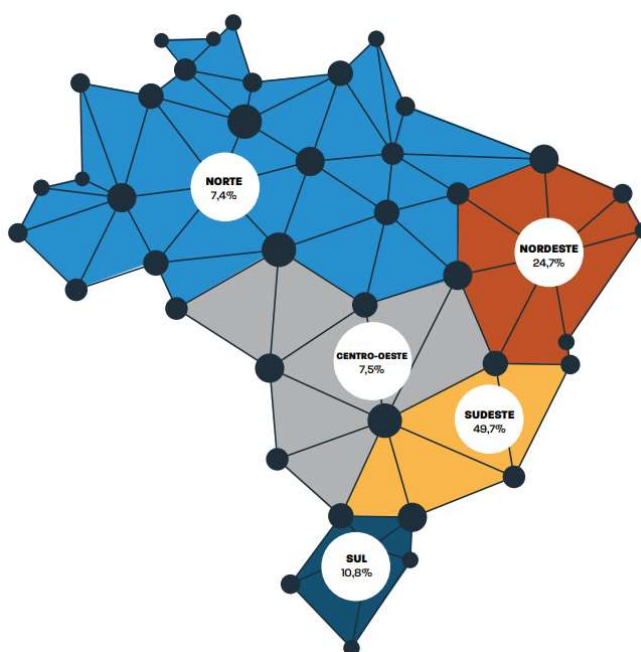 NORTE
7,4%
NORDESTE
24,7%
CENTRO-OESTE
7,5%
SUDESTE
49,7%
SUL
10,8%